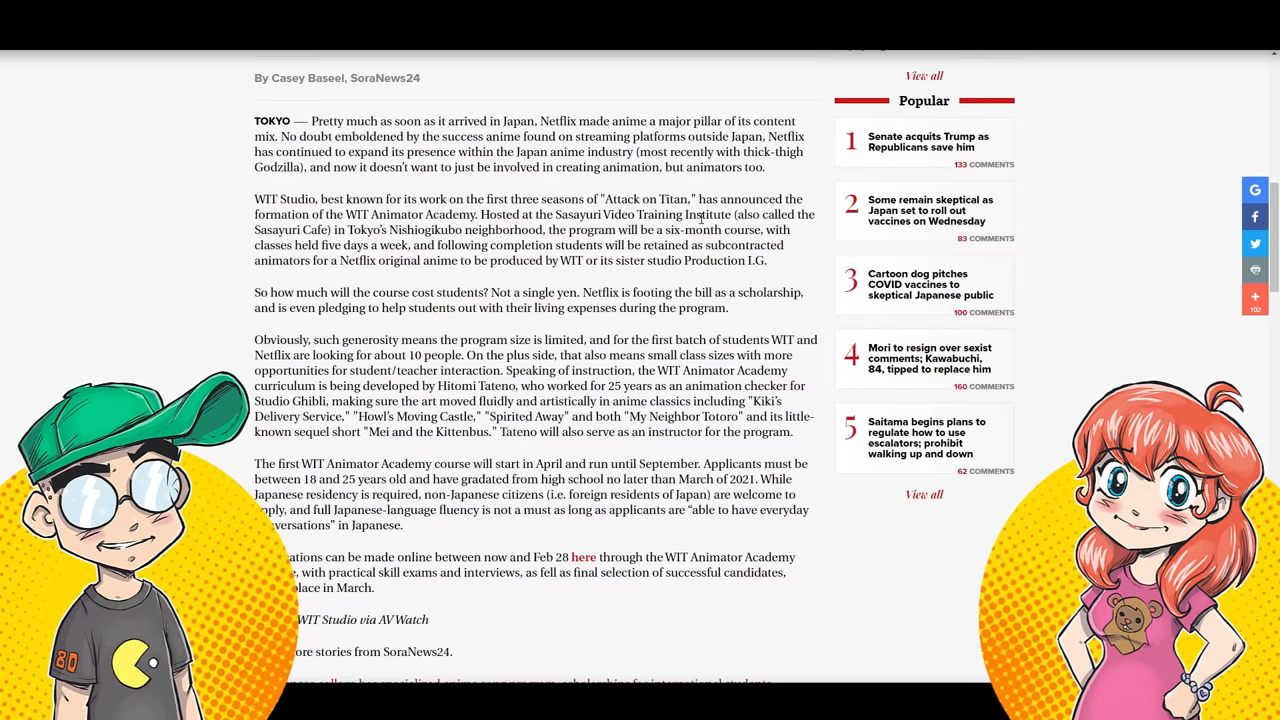 By Casey Baseel, SoraNews24
TOKYO — Pretty much as soon as it arrived in Japan, Netflix made anime a major pillar of its content
mix. No doubt emboldened by the success anime found on streaming platforms outside Japan, Netflix
has continued to expand its presence within the Japan anime industry (most recently with thick-thigh
Godzilla), and now it doesn't want to just be involved in creating animation, but animators too.
WIT Studio, best known for its work on the first three seasons of "Attack on Titan," has announced the
formation of the WIT Animator Academy. Hosted at the Sasayuri Video Training Institute (also called the
Sasayuri Cafe) in Tokyo's Nishiogikubo neighborhood, the program will be a six-month course, with
classes held five days a week, and following completion students will be retained as subcontracted
animators for a Netflix original anime to be produced by WIT or its sister studio Production I.G.
So how much will the course cost students? Not a single yen. Netflix is footing the bill as a scholarship,
and is even pledging to help students out with their living expenses during the program.
Obviously, such generosity means the program size is limited, and for the first batch of students WIT and
Netflix are looking for about 10 people. On the plus side, that also means small class sizes with more
opportunities for student/teacher interaction. Speaking of instruction, the WIT Animator Academy
curriculum is being developed by Hitomi Tateno, who worked for 25 years as an animation checker for
Studio Ghibli, making sure the art moved fluidly and artistically in anime classics including "Kiki's
Delivery Service," "Howl's Moving Castle," "Spirited Away" and both "My Neighbor Totoro" and its little-
known sequel short "Mei and the Kittenbus." Tateno will also serve as an instructor for the program.
The first WIT Animator Academy course will start in April and run until September. Applicants must be
between 18 and 25 years old and have gradated from high school no later than March of 2021. While
Japanese residency is required, non-Japanese citizens (i.e. foreign residents of Japan) are welcome to
pply, and full Japanese-language fluency is not a must as long as applicants are “able to have everyday
versations” in Japanese.
ations can be made online between now and Feb 28 here through the WIT Animator Academy
, with practical skill exams and interviews, as fell as final selection of successful candidates,
place in March.
WIT Studio via AV Watch
ore stories from SoraNews24.
View all
Popular
1 Senate acquits Trump as
Republicans save him
133 COMMENTS
2 Some remain skeptical as
Japan set to roll out
vaccines on Wednesday
83 COMMENTS
3 Cartoon dog pitches
COVID vaccines to
skeptical Japanese public
100 COMMENTS
4 Mori to resign over sexist
comments; Kawabuchi,
84, tipped to replace him
160 COMMENTS
5 Saitama begins plans to
regulate how to use
escalators; prohibit
walking up and down
62 COMMENTS
View all
G
f
+
102
80